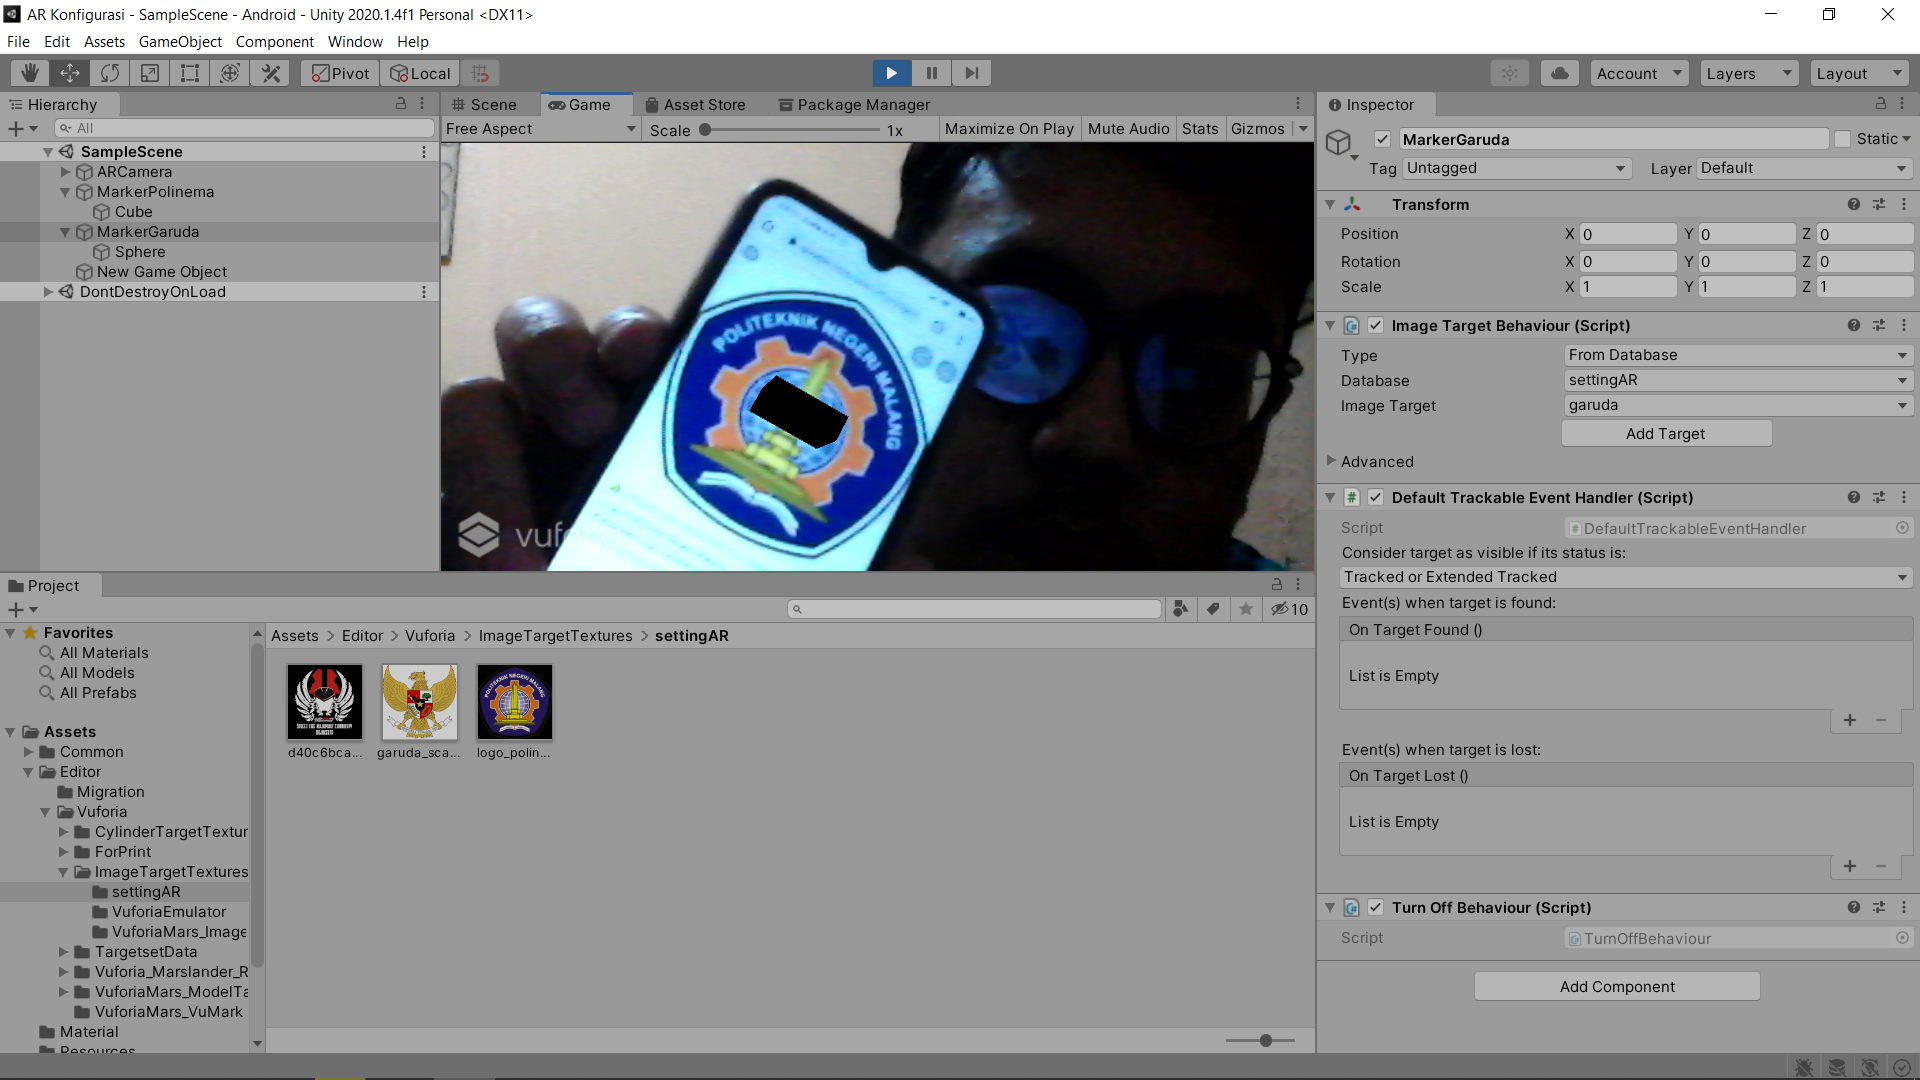 AR Konfigurasi - SampleScene - Android - Unity 2020.1.4f1 Personal <DX11>
File Edit Assets GameObject Component Window Help
Pivot Local Account Layers Layout
Hierarchy
All
SampleScene
ARCamera
MarkerPolinema
Cube
MarkerGaruda
Sphere
New Game Object
DontDestroyOnLoad
Scene Game Asset Store Package Manager
Free Aspect Scale 1x Maximize On Play Mute Audio Stats Gizmos
POLITEKNIK NEGERI MALANG
Inspector
MarkerGaruda Static
Tag Untagged Layer Default
Transform
Position X 0 Y 0 Z 0
Rotation X 0 Y 0 Z 0
Scale X 1 Y 1 Z 1
Image Target Behaviour (Script)
Type From Database
Database settingAR
Image Target garuda
Add Target
Advanced
Default Trackable Event Handler (Script)
Script DefaultTrackableEventHandler
Consider target as visible if its status is:
Tracked or Extended Tracked
Event(s) when target is found:
On Target Found ()
List is Empty
Event(s) when target is lost:
On Target Lost ()
List is Empty
Turn Off Behaviour (Script)
Script TurnOffBehaviour
Add Component
Project
10
Favorites
All Materials
All Models
All Prefabs
Assets
Common
Editor
Migration
Vuforia
CylinderTargetTextur
ForPrint
ImageTargetTextures
settingAR
VuforiaEmulator
VuforiaMars_Image
TargetsetData
Vuforia_Marslander_R
VuforiaMars_ModelTa
VuforiaMars_VuMark
Material
Resources
Assets > Editor > Vuforia > ImageTargetTextures > settingAR
d40c6bca... garuda_sca... logo_polin...
POLITEKNIK NEGERI MALANG